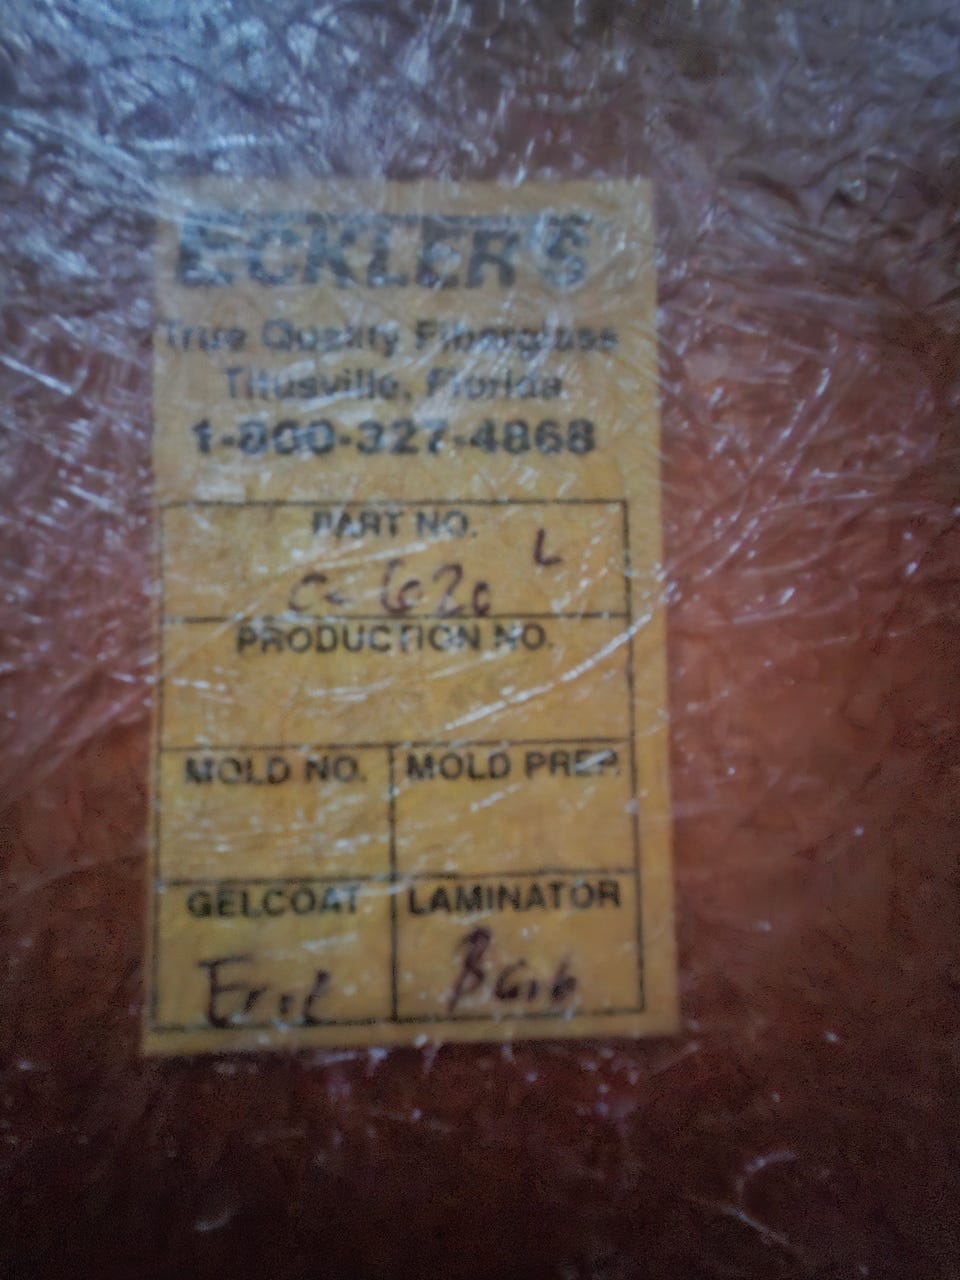 ECKLER'S
True Quality Fiberglass
Titusville, Florida
1-800-327-4868
PART NO.
L
C- 620
PRODUCTION NO.
MOLD NO. MOLD PREP.
GELCOAT LAMINATOR
Eric